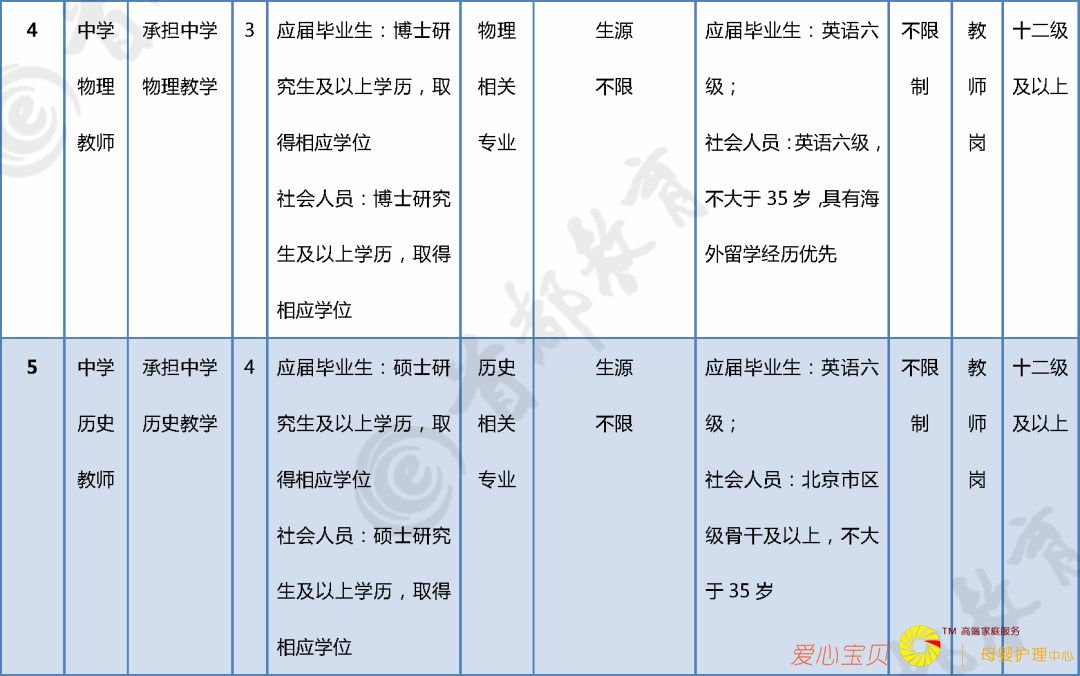 4
中学
物理
教师
承担中学
物理教学
3
应届毕业生：博士研
究生及以上学历，取
得相应学位
社会人员：博士研究
生及以上学历，取得
相应学位
物理
相关
专业
生源
不限
应届毕业生：英语六
级；
社会人员：英语六级，
不大于 35 岁，具有海
外留学经历优先
不限
制
教
师
岗
十二级
及以上
5
中学
历史
教师
承担中学
历史教学
4
应届毕业生：硕士研
究生及以上学历，取
得相应学位
社会人员：硕士研究
生及以上学历，取得
相应学位
历史
相关
专业
生源
不限
应届毕业生：英语六
级；
社会人员：北京市区
级骨干及以上，不大
于 35 岁
不限
制
教
师
岗
十二级
及以上
首都教育
爱心宝贝
TM 高端家庭服务
母婴护理中心